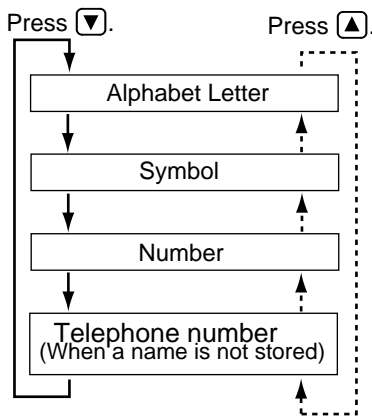 Press ▼.
Press ▲.
Alphabet Letter
Symbol
Number
Telephone number
(When a name is not stored)